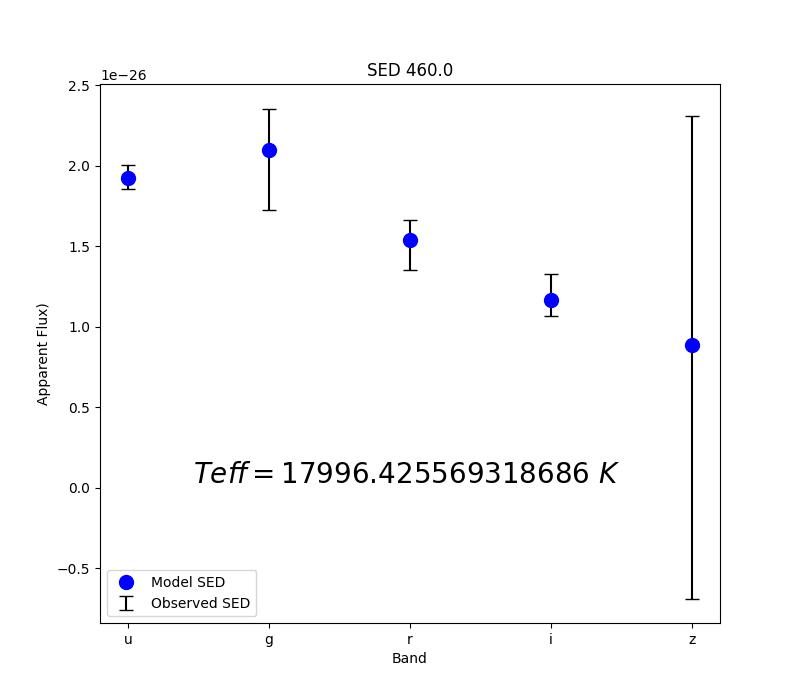 SED 460.0
1e−26
2.5
2.0
1.5
1.0
0.5
0.0
−0.5
Apparent Flux)
Teff = 17996.425569318686 K
Model SED
Observed SED
u g r i z
Band